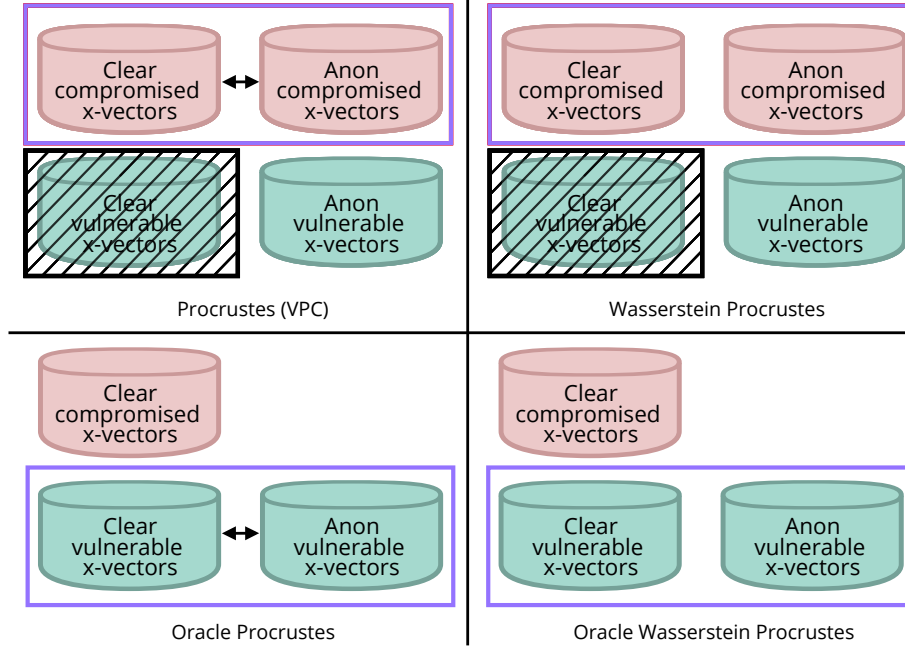 Clear
compromised
x-vectors
Anon
compromised
x-vectors
Clear
vulnerable
x-vectors
Anon
vulnerable
x-vectors
Procrustes (VPC)
Clear
compromised
x-vectors
Anon
compromised
x-vectors
Clear
vulnerable
x-vectors
Anon
vulnerable
x-vectors
Wasserstein Procrustes
Clear
compromised
x-vectors
Clear
vulnerable
x-vectors
Anon
vulnerable
x-vectors
Oracle Procrustes
Clear
compromised
x-vectors
Clear
vulnerable
x-vectors
Anon
vulnerable
x-vectors
Oracle Wasserstein Procrustes